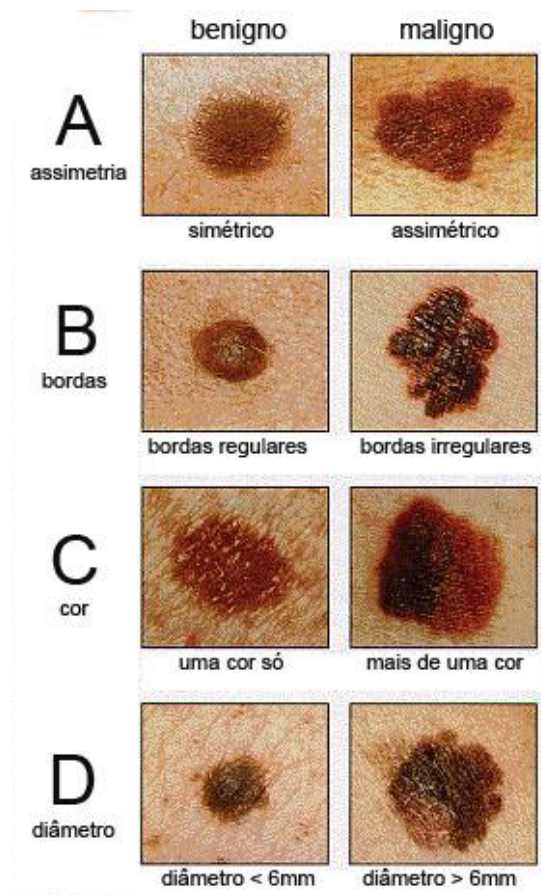 benigno maligno
A
assimetria
simétrico assimétrico
B
bordas
bordas regulares bordas irregulares
C
cor
uma cor só mais de uma cor
D
diâmetro
diâmetro < 6mm diâmetro > 6mm